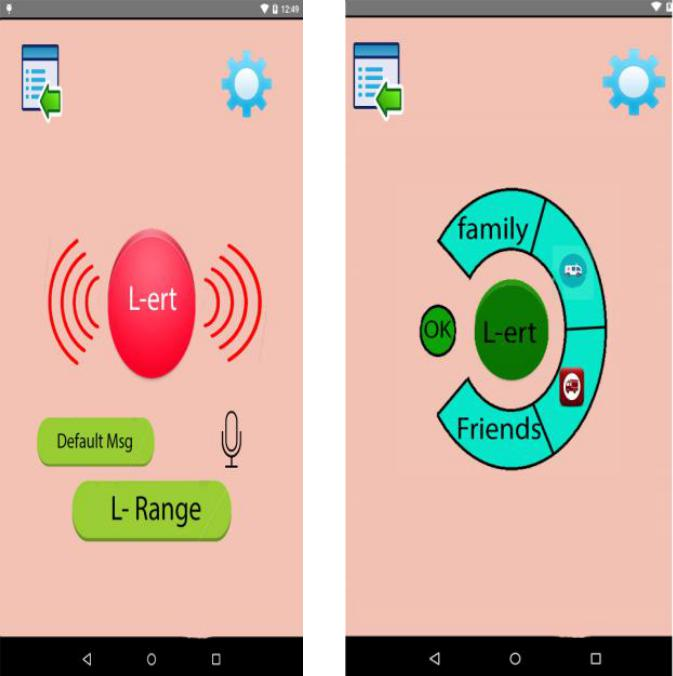 12:49
L-ert
Default Msg
L- Range
family
OK
L-ert
Friends